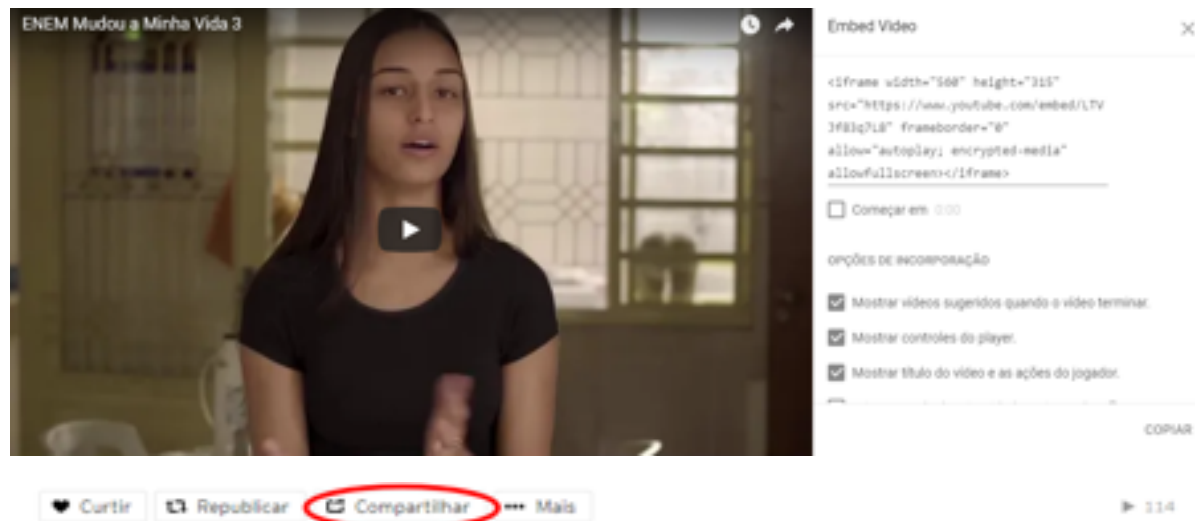 ENEM Mudou a Minha Vida 3
Embed Video
<iframe width="560" height="315"
src="https://www.youtube.com/embed/LTV
3f83q7L8" frameborder="0"
allow="autoplay; encrypted-media"
allowfullscreen></iframe>
Começar em 0:00
OPÇÕES DE INCORPORAÇÃO
Mostrar vídeos sugeridos quando o vídeo terminar.
Mostrar controles do player.
Mostrar título do vídeo e as ações do jogador.
COPIAR
Curtir Republicar Compartilhar Mais 114